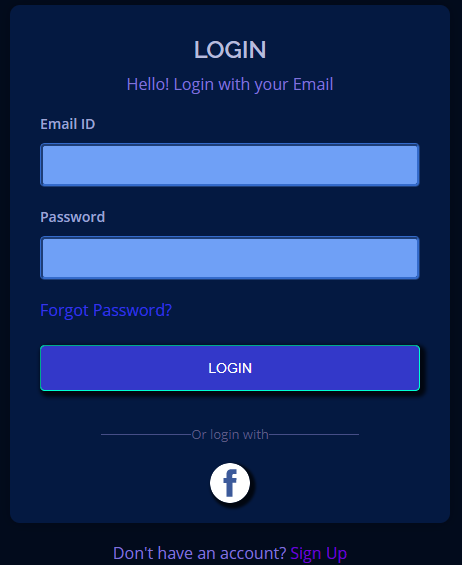 LOGIN
Hello! Login with your Email
Email ID
Password
Forgot Password?
LOGIN
Or login with
f
Don't have an account? Sign Up